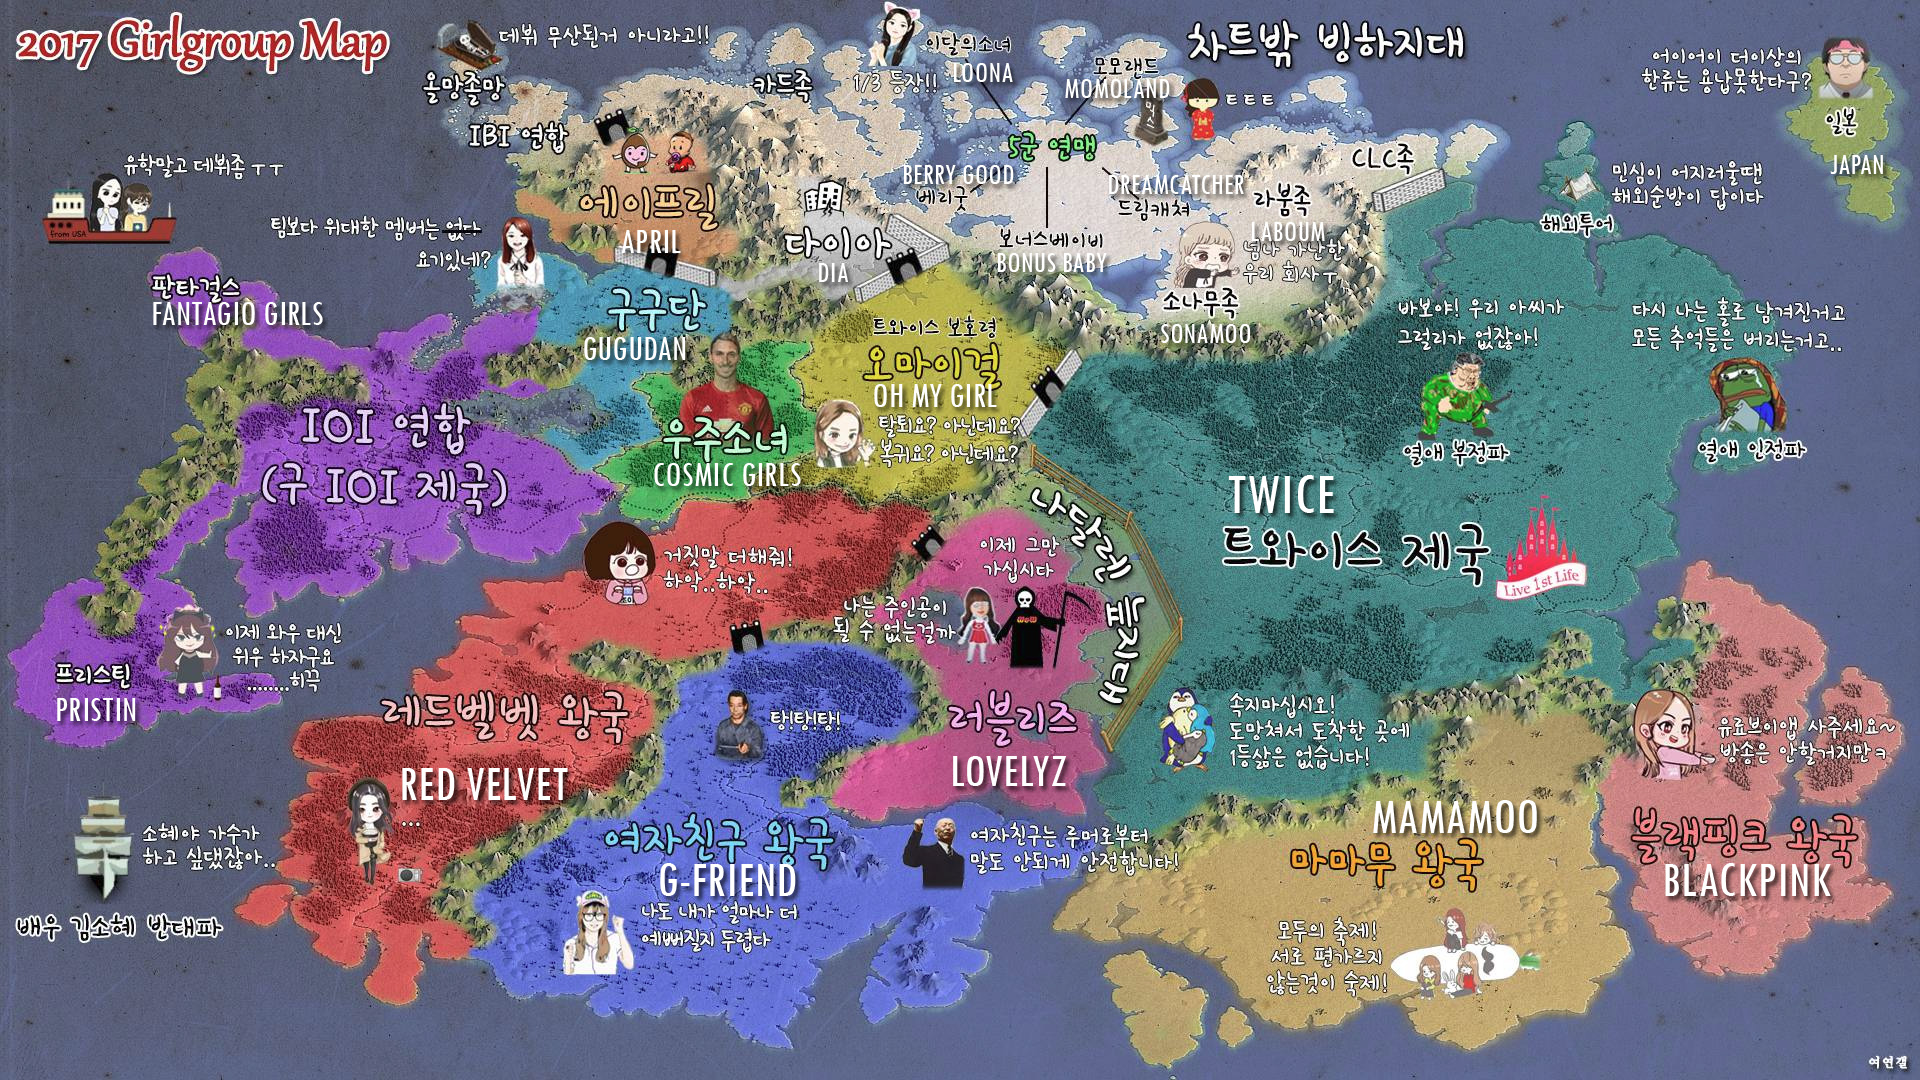 2017 Girlgroup Map
데뷔 무산된거 아니라고!!
올망졸망
IBI 연합
카드족
이달의소녀
LOONA
1/3 등장!!
모모랜드
MOMOLAND
믹스
ㅌㅌㅌ
차트밖 빙하지대
어이어이 더이상의
한류는 용납못한다구?
일본
JAPAN
5군 연맹
BERRY GOOD
베리굿
DREAMCATCHER
드림캐쳐
보너스베이비
BONUS BABY
라붐족
LABOUM
CLC족
넘나 가난한
우리 회사ㅜ
소나무족
SONAMOO
민심이 어지러울땐
해외순방이 답이다
해외투어
유학말고 데뷔좀 ㅜㅜ
from USA
팀보다 위대한 멤버는 없다
요기있네?
에이프릴
APRIL
다이아
DIA
판타걸스
FANTAGIO GIRLS
구구단
GUGUDAN
트와이스 보호령
오마이걸
OH MY GIRL
탈퇴요? 아닌데요?
복귀요? 아닌데요?
바보야! 우리 아씨가
그럴리가 없잖아!
열애 부정파
다시 나는 홀로 남겨진거고
모든 추억들은 버리는거고..
열애 인정파
IOI 연합
(구 IOI 제국)
우주소녀
COSMIC GIRLS
TWICE
트와이스 제국
Live 1st Life
나달렌 늪지대
거짓말 더해줘!
하악..하악..
이제 그만
가십시다
나는 주인공이
될 수 없는걸까
프리스틴
PRISTIN
이제 와우 대신
위우 하자구요
........히끅
레드벨벳 왕국
RED VELVET
...
탕!탕!탕!
러블리즈
LOVELYZ
속지마십시오!
도망쳐서 도착한 곳에
1등삶은 없습니다!
유료브이앱 사주세요~
방송은 안할거지만ㅋ
소혜야 가수가
하고 싶댔잖아..
배우 김소혜 반대파
여자친구 왕국
G-FRIEND
나도 내가 얼마나 더
예뻐질지 두렵다
여자친구는 루머로부터
말도 안되게 안전합니다!
MAMAMOO
마마무 왕국
모두의 축제!
서로 편가르지
않는것이 숙제!
블랙핑크 왕국
BLACKPINK
여연갤